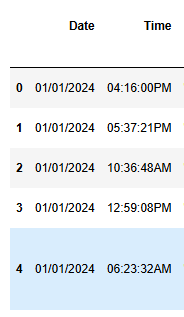 Date Time
0 01/01/2024 04:16:00PM
1 01/01/2024 05:37:21PM
2 01/01/2024 10:36:48AM
3 01/01/2024 12:59:08PM
4 01/01/2024 06:23:32AM